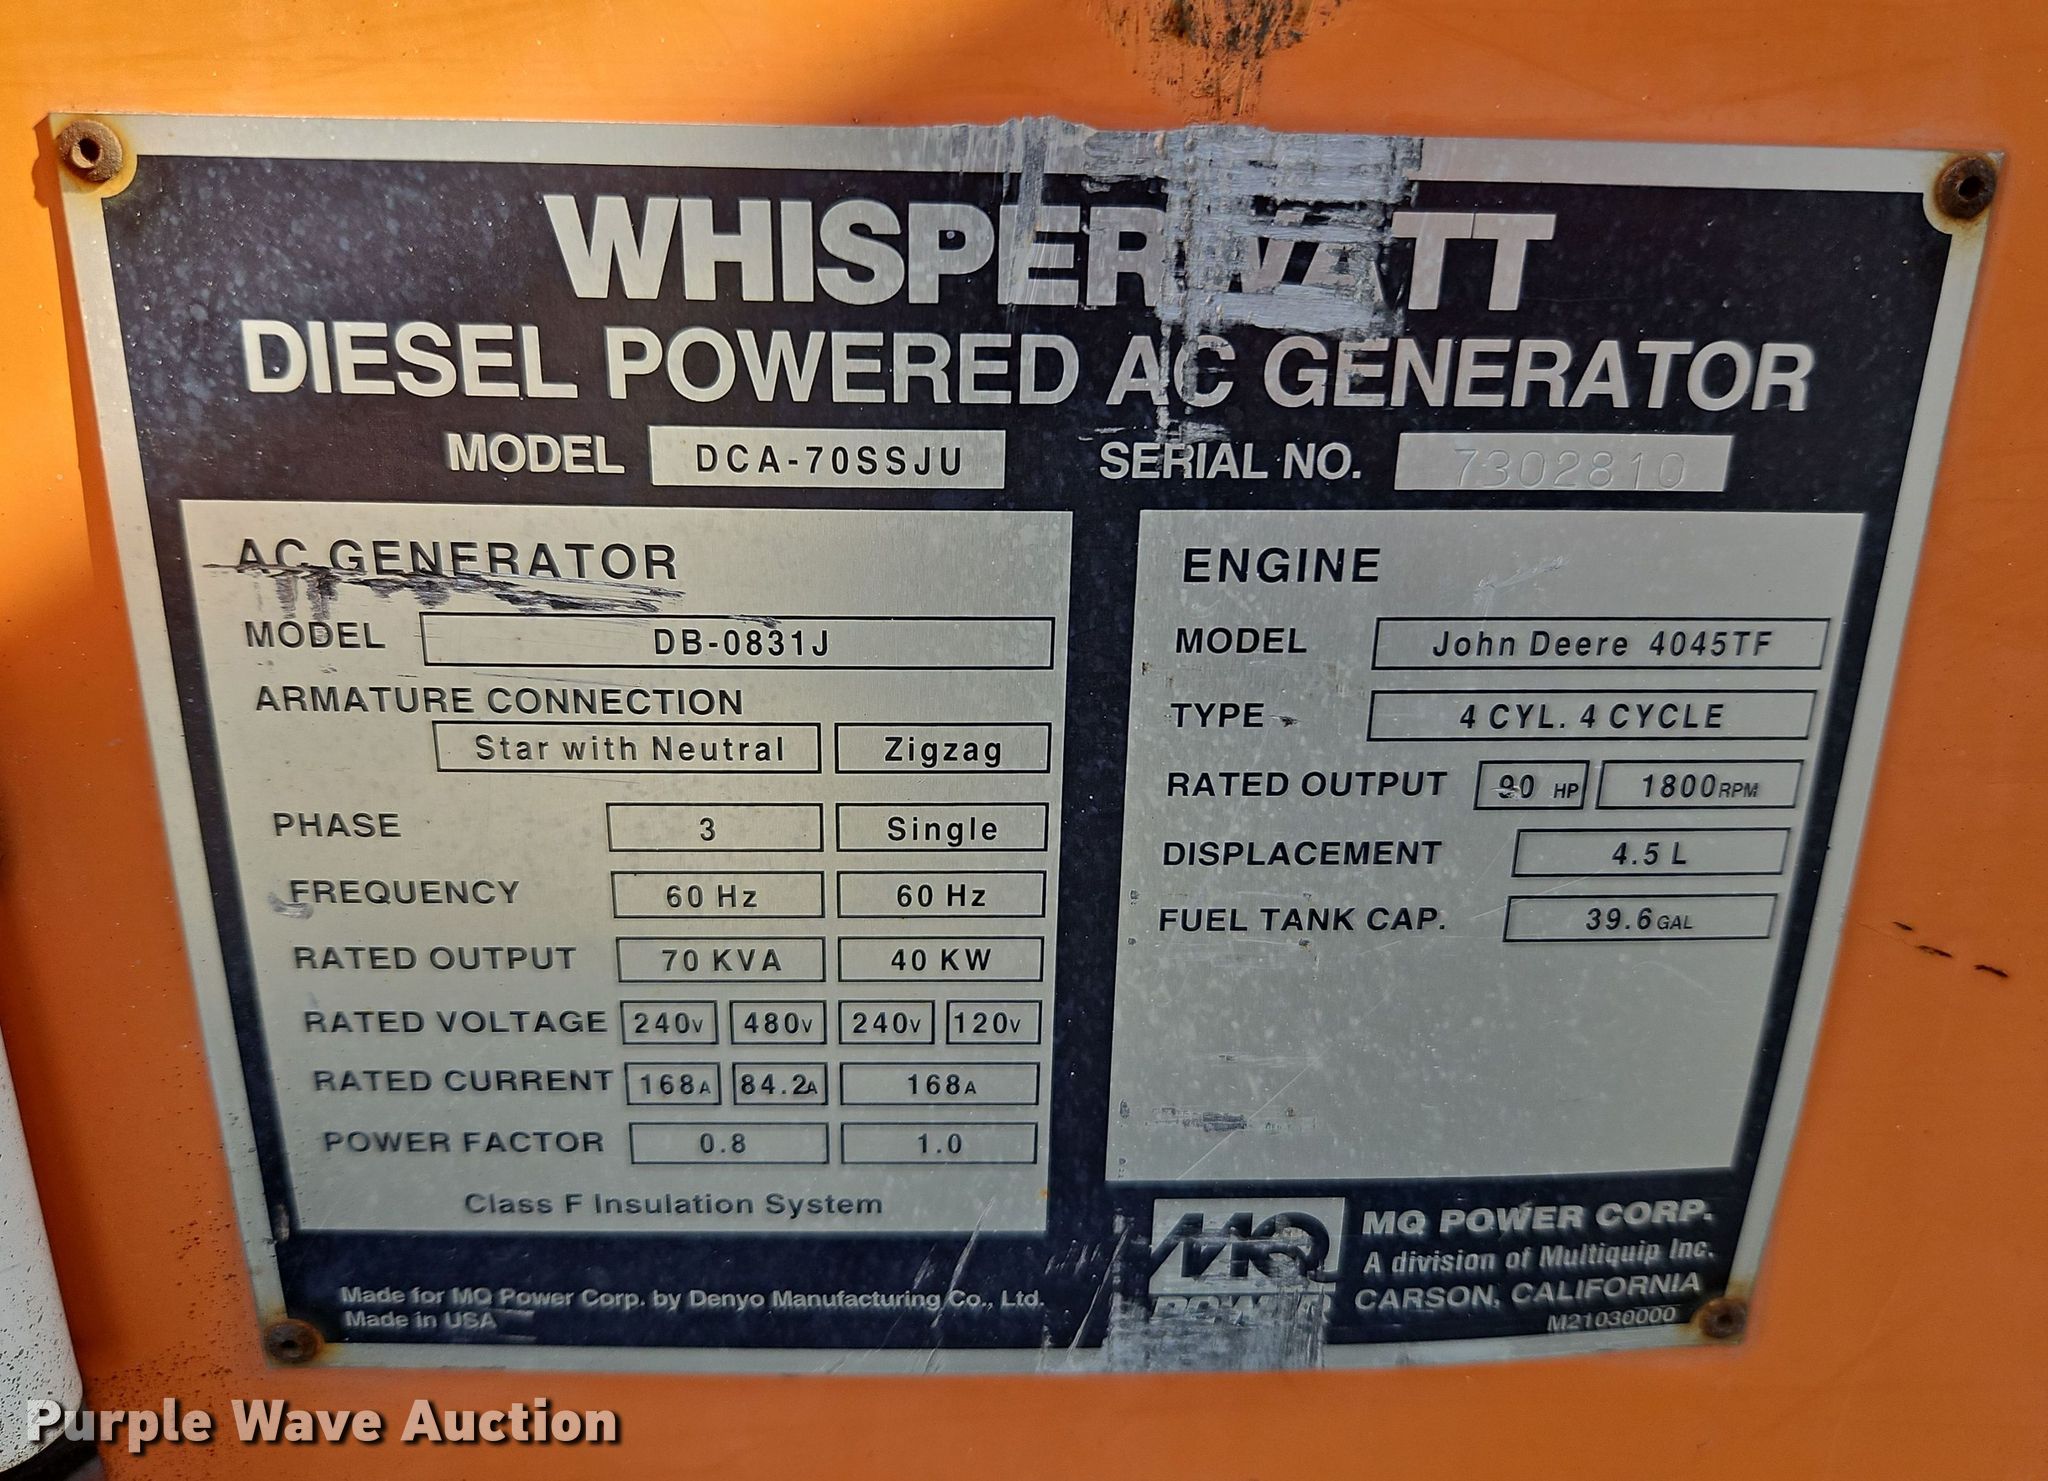 WHISPERWATT
DIESEL POWERED AC GENERATOR
MODEL DCA-70SSJU SERIAL NO. 7302810
AC GENERATOR
MODEL DB-0831J
ARMATURE CONNECTION
Star with Neutral Zigzag
PHASE 3 Single
FREQUENCY 60 Hz 60 Hz
RATED OUTPUT 70 KVA 40 KW
RATED VOLTAGE 240V 480V 240V 120V
RATED CURRENT 168A 84.2A 168A
POWER FACTOR 0.8 1.0
Class F Insulation System
ENGINE
MODEL John Deere 4045TF
TYPE 4 CYL. 4 CYCLE
RATED OUTPUT 90 HP 1800RPM
DISPLACEMENT 4.5 L
FUEL TANK CAP. 39.6GAL
Made for MQ Power Corp. by Denyo Manufacturing Co., Ltd.
Made in USA
MQ
POWER
MQ POWER CORP.
A division of Multiquip Inc.
CARSON, CALIFORNIA
M21030000
Purple Wave Auction